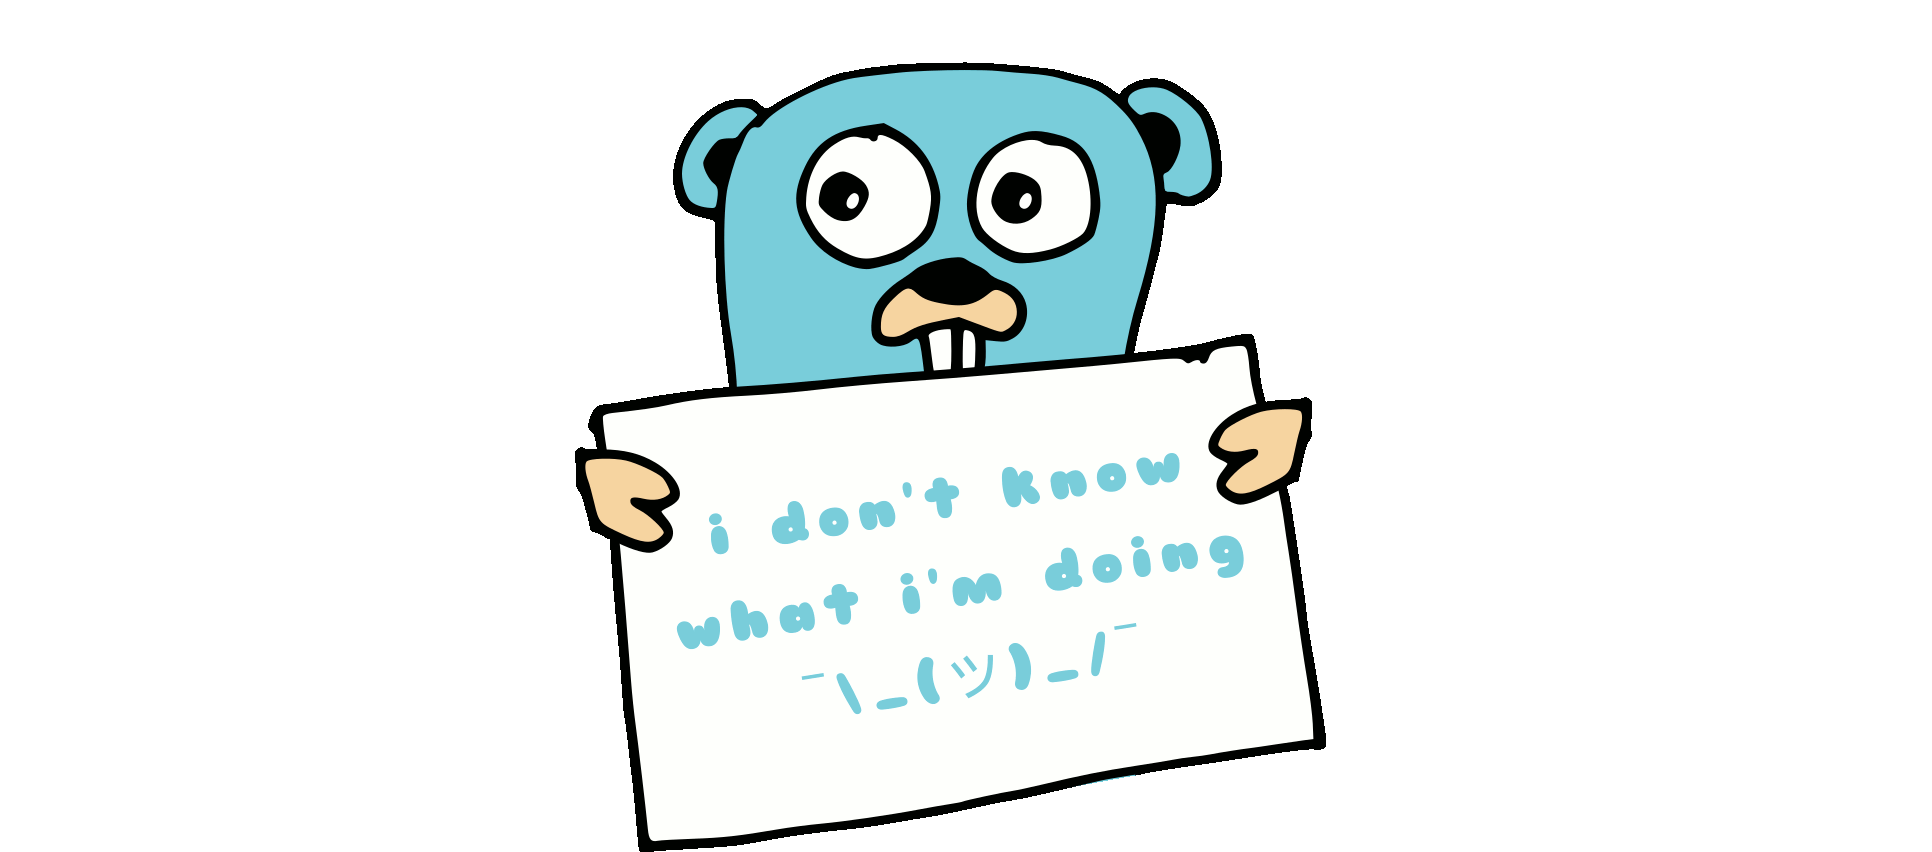 i don't know
what i'm doing
¯\_(ツ)_/¯